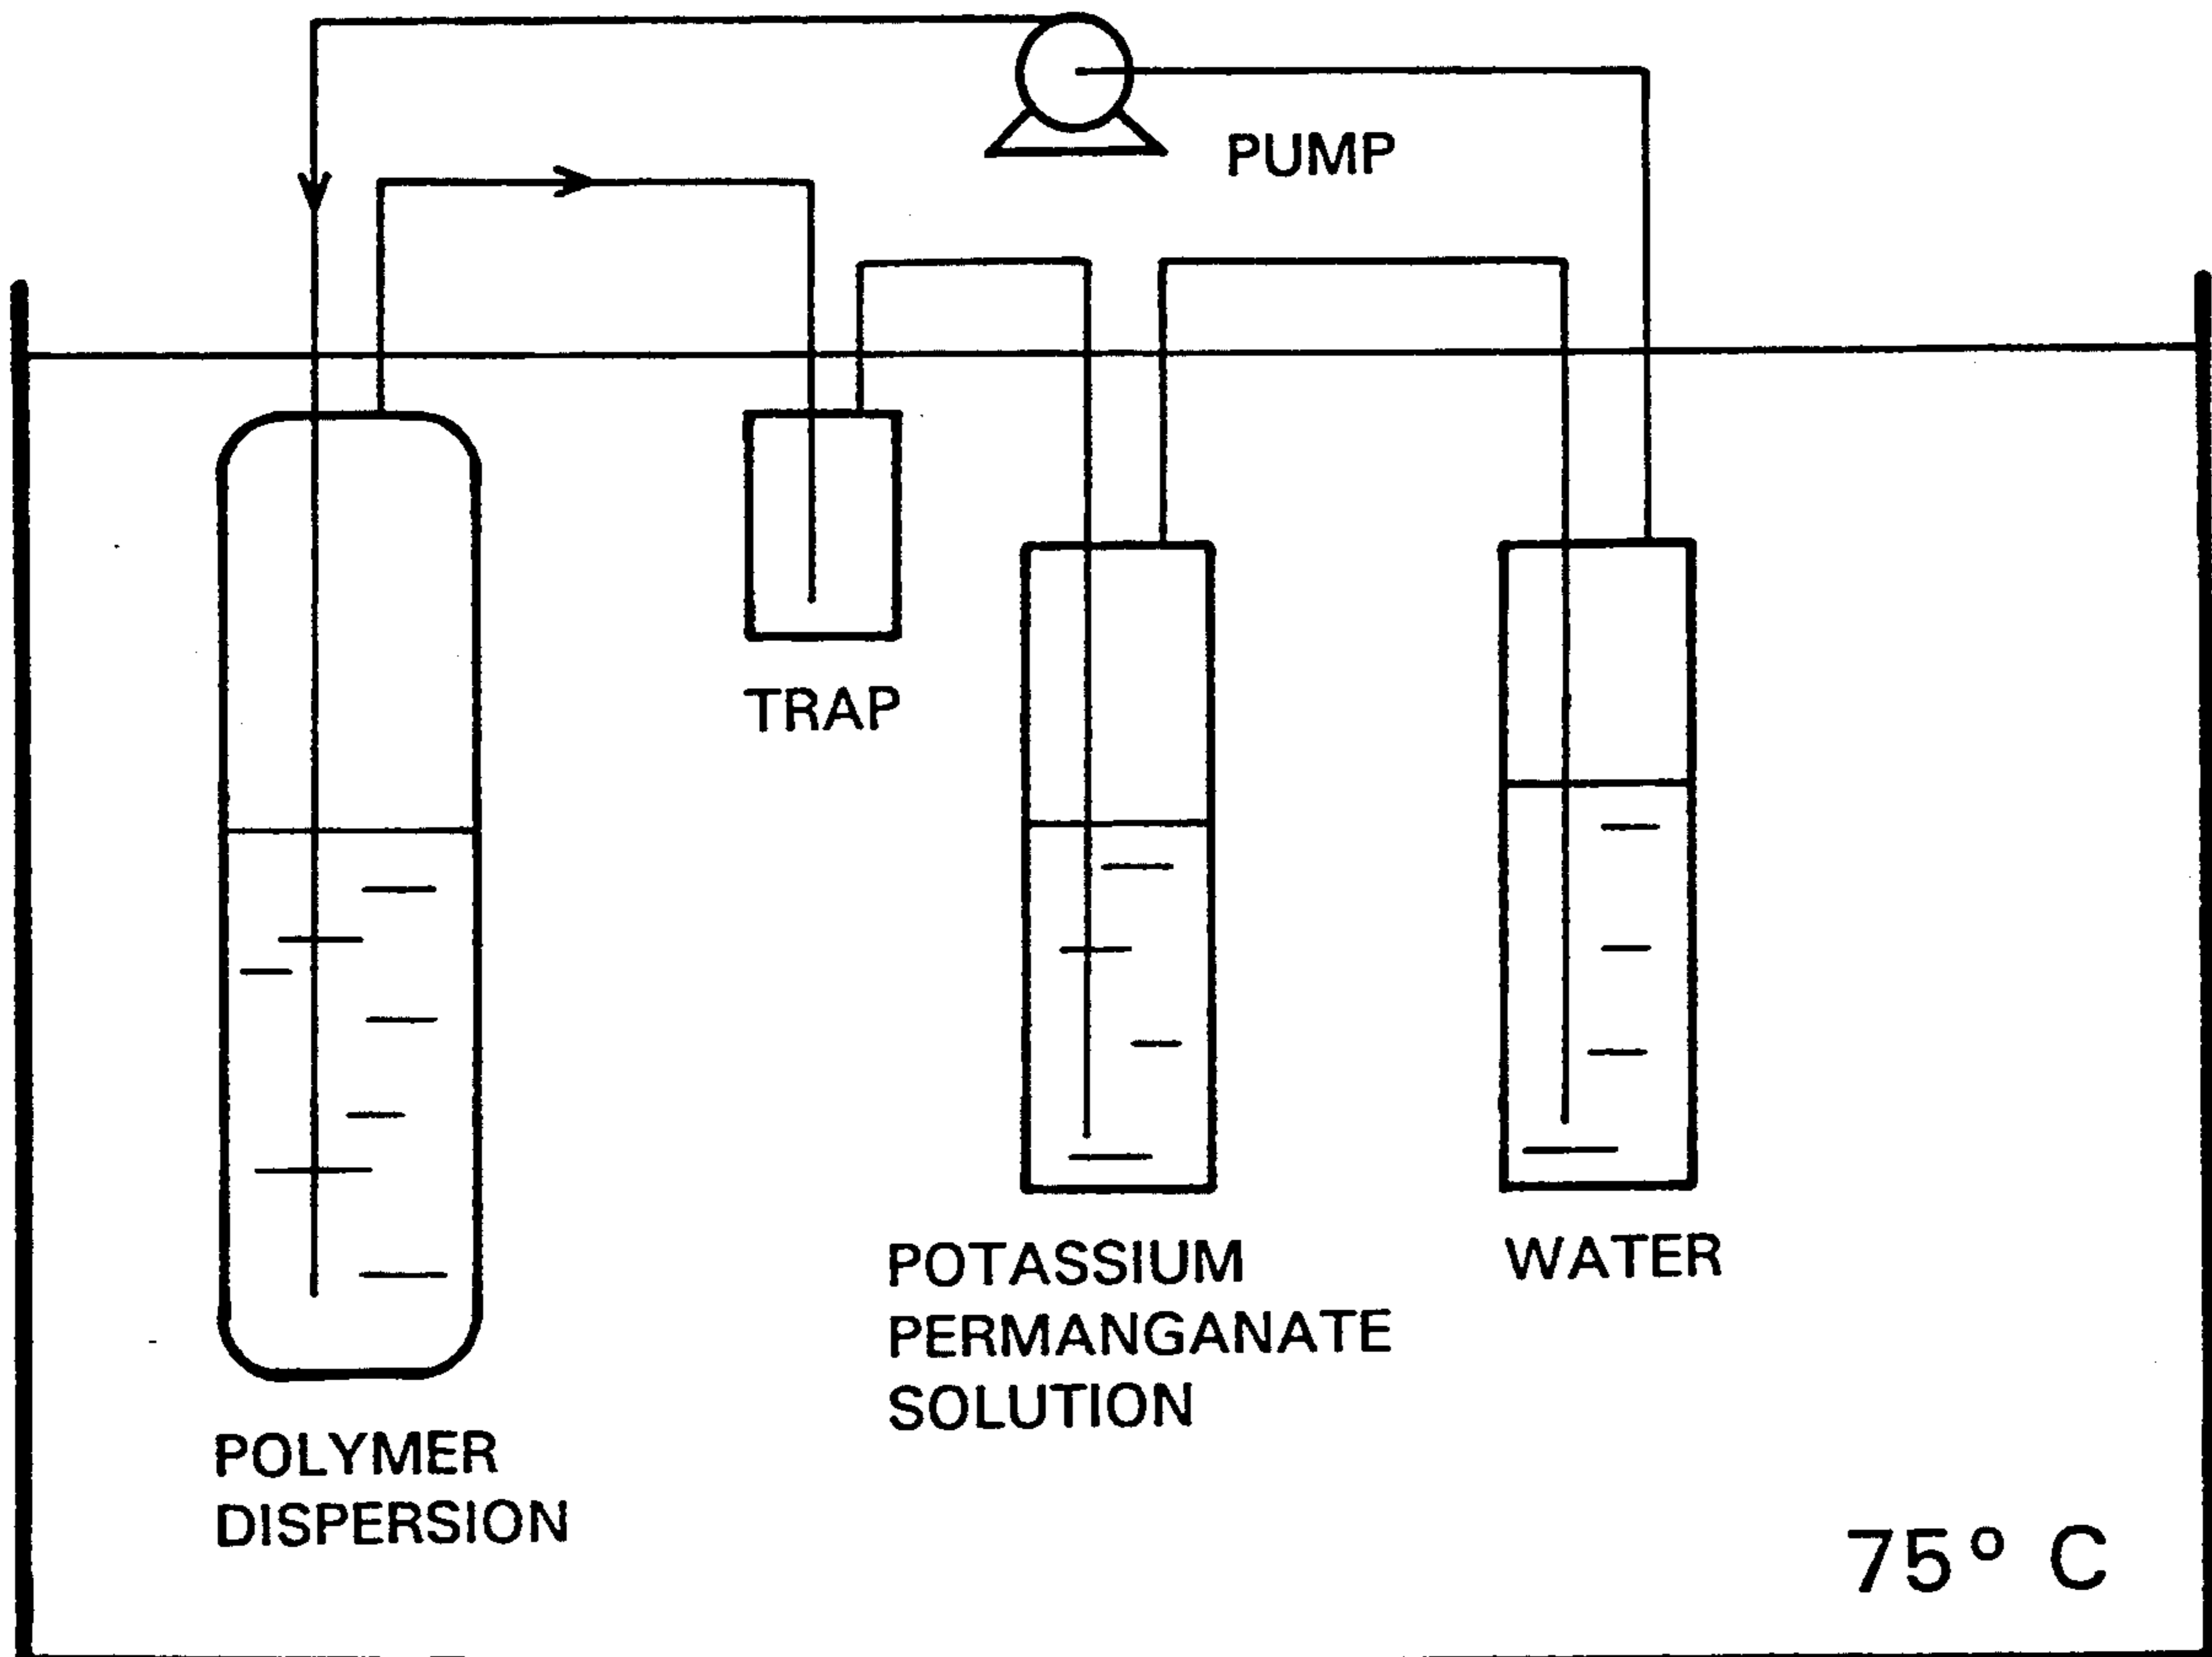 PUMP
TRAP
POTASSIUM
PERMANGANATE
SOLUTION
WATER
POLYMER
DISPERSION
75° C